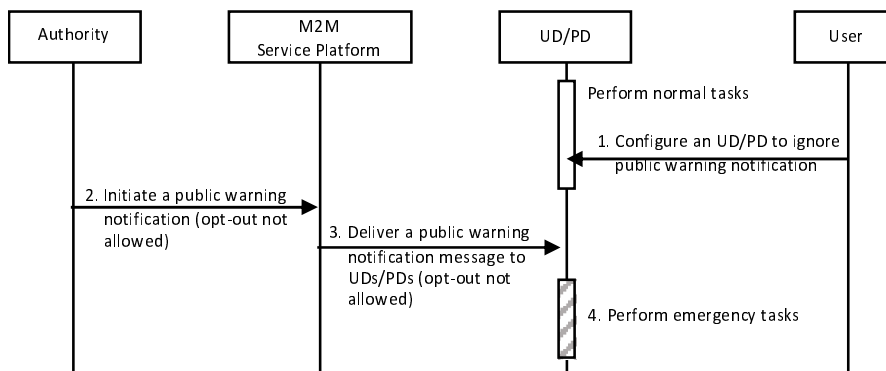 Authority
M2M
Service Platform
UD/PD
User
Perform normal tasks
1. Configure an UD/PD to ignore
public warning notification
2. Initiate a public warning
notification (opt-out not
allowed)
3. Deliver a public warning
notification message to
UDs/PDs (opt-out not
allowed)
4. Perform emergency tasks